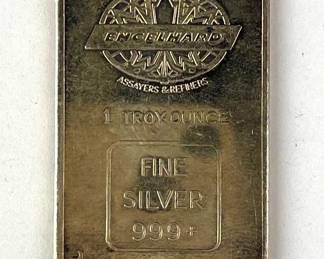 ENGELHARD
ASSAYERS & REFINERS
1 TROY OUNCE
FINE
SILVER
999+